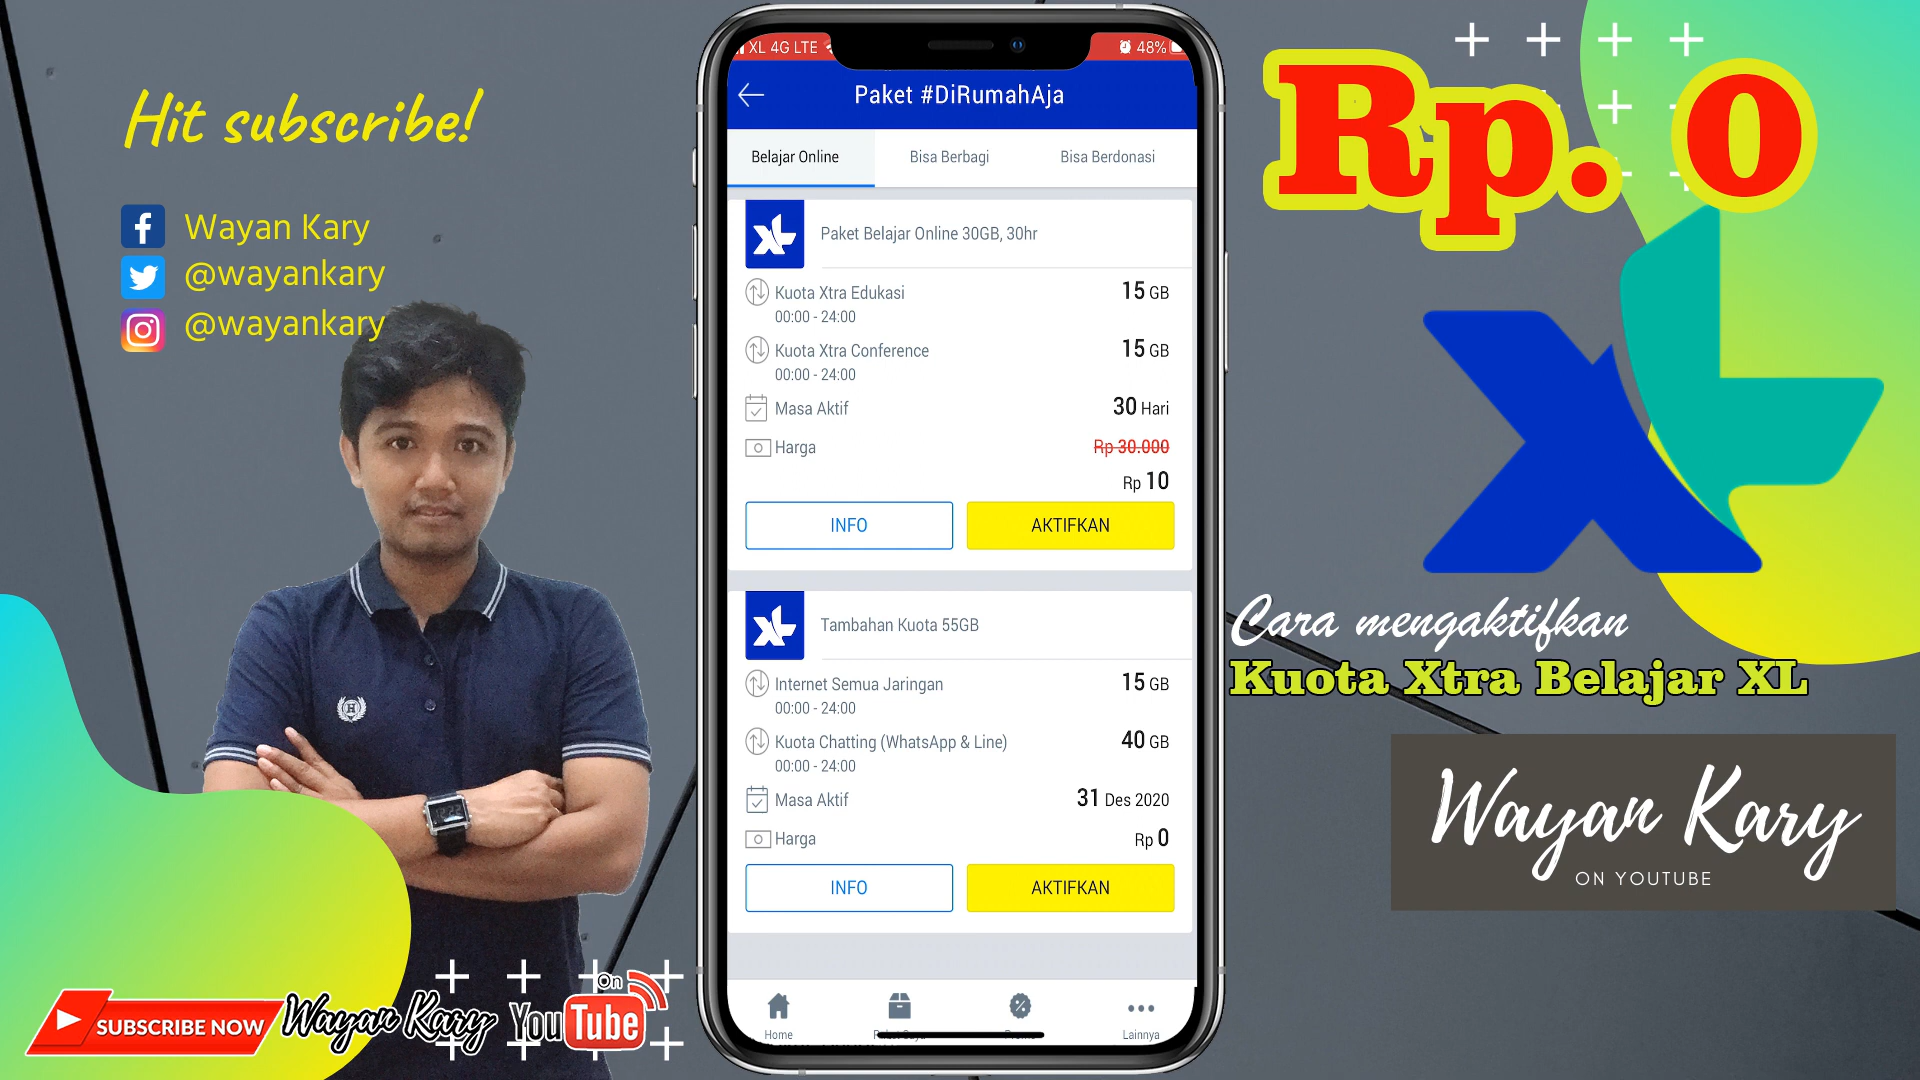 Hit subscribe!
Wayan Kary
@wayankary
@wayankary
SUBSCRIBE NOW
Wayan Kary
On
YouTube
XL 4G LTE
48%
Paket #DiRumahAja
Belajar Online
Bisa Berbagi
Bisa Berdonasi
XL
Paket Belajar Online 30GB, 30hr
Kuota Xtra Edukasi 15 GB
00:00 - 24:00
Kuota Xtra Conference 15 GB
00:00 - 24:00
Masa Aktif 30 Hari
Harga Rp 30.000
Rp 10
INFO
AKTIFKAN
XL
Tambahan Kuota 55GB
Internet Semua Jaringan 15 GB
00:00 - 24:00
Kuota Chatting (WhatsApp & Line) 40 GB
00:00 - 24:00
Masa Aktif 31 Des 2020
Harga Rp 0
INFO
AKTIFKAN
Home
Lainnya
Rp. 0
XL
Cara mengaktifkan
Kuota Xtra Belajar XL
Wayan Kary
ON YOUTUBE